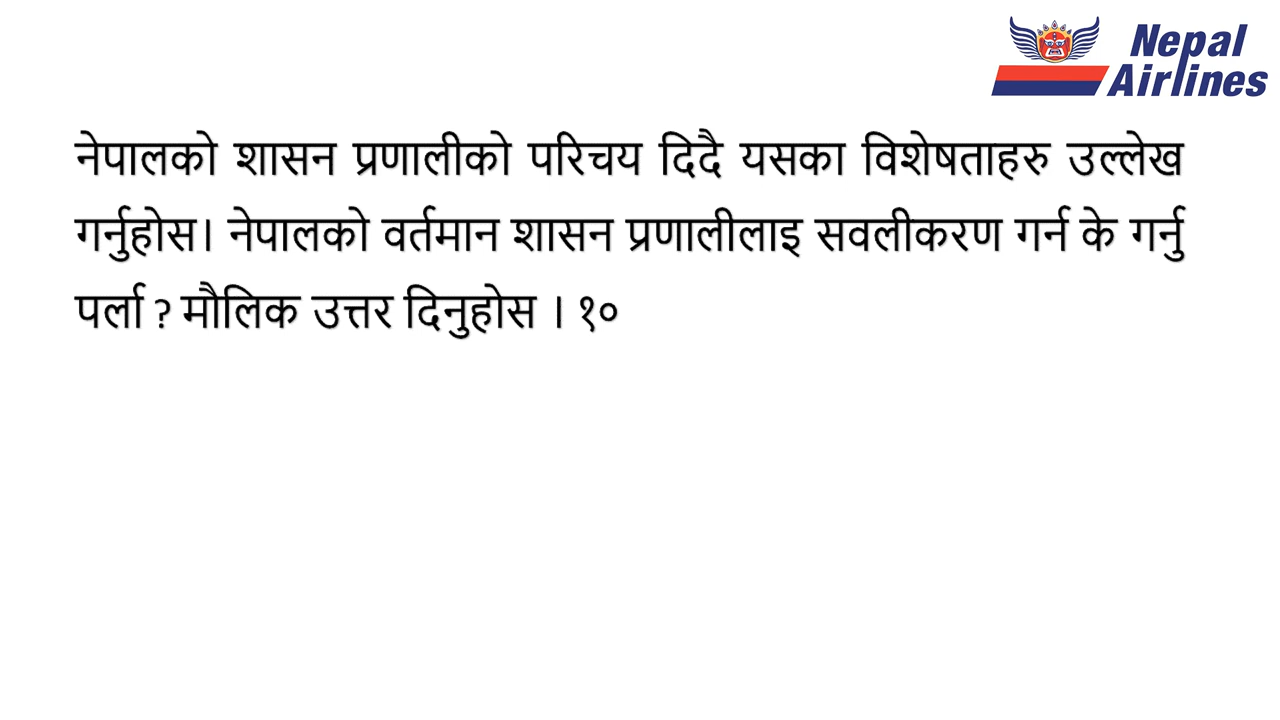 Nepal
Airlines
नेपालको शासन प्रणालीको परिचय दिदै यसका विशेषताहरु उल्लेख
गर्नुहोस। नेपालको वर्तमान शासन प्रणालीलाइ सवलीकरण गर्न के गर्नु
पर्ला ? मौलिक उत्तर दिनुहोस । १०